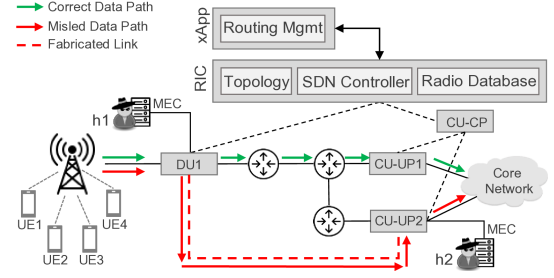 Correct Data Path
Misled Data Path
Fabricated Link
xApp
Routing Mgmt
RIC
Topology
SDN Controller
Radio Database
MEC
h1
CU-CP
DU1
CU-UP1
Core
Network
UE1
UE4
UE2
UE3
CU-UP2
MEC
h2